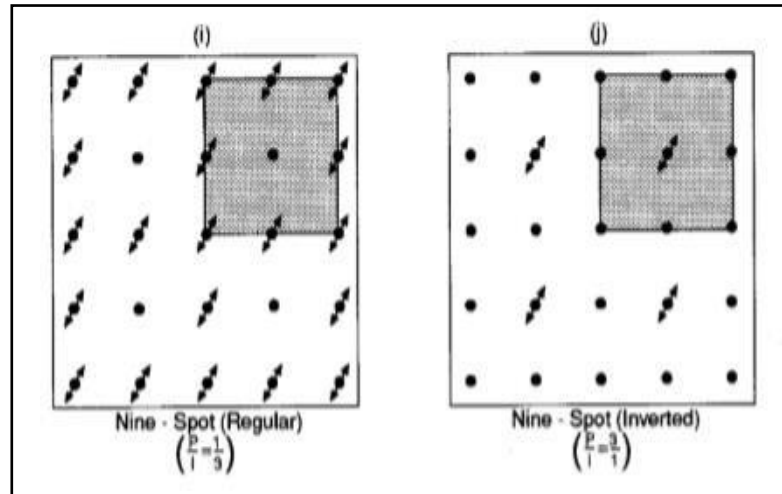 (i)
(j)
Nine - Spot (Regular)
(P/I = 1/3)
Nine - Spot (Inverted)
(P/I = 3/1)